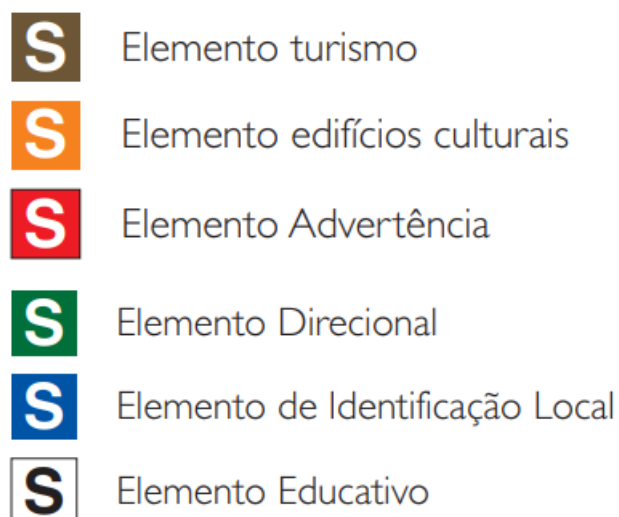 S Elemento turismo
S Elemento edifícios culturais
S Elemento Advertência
S Elemento Direcional
S Elemento de Identificação Local
S Elemento Educativo